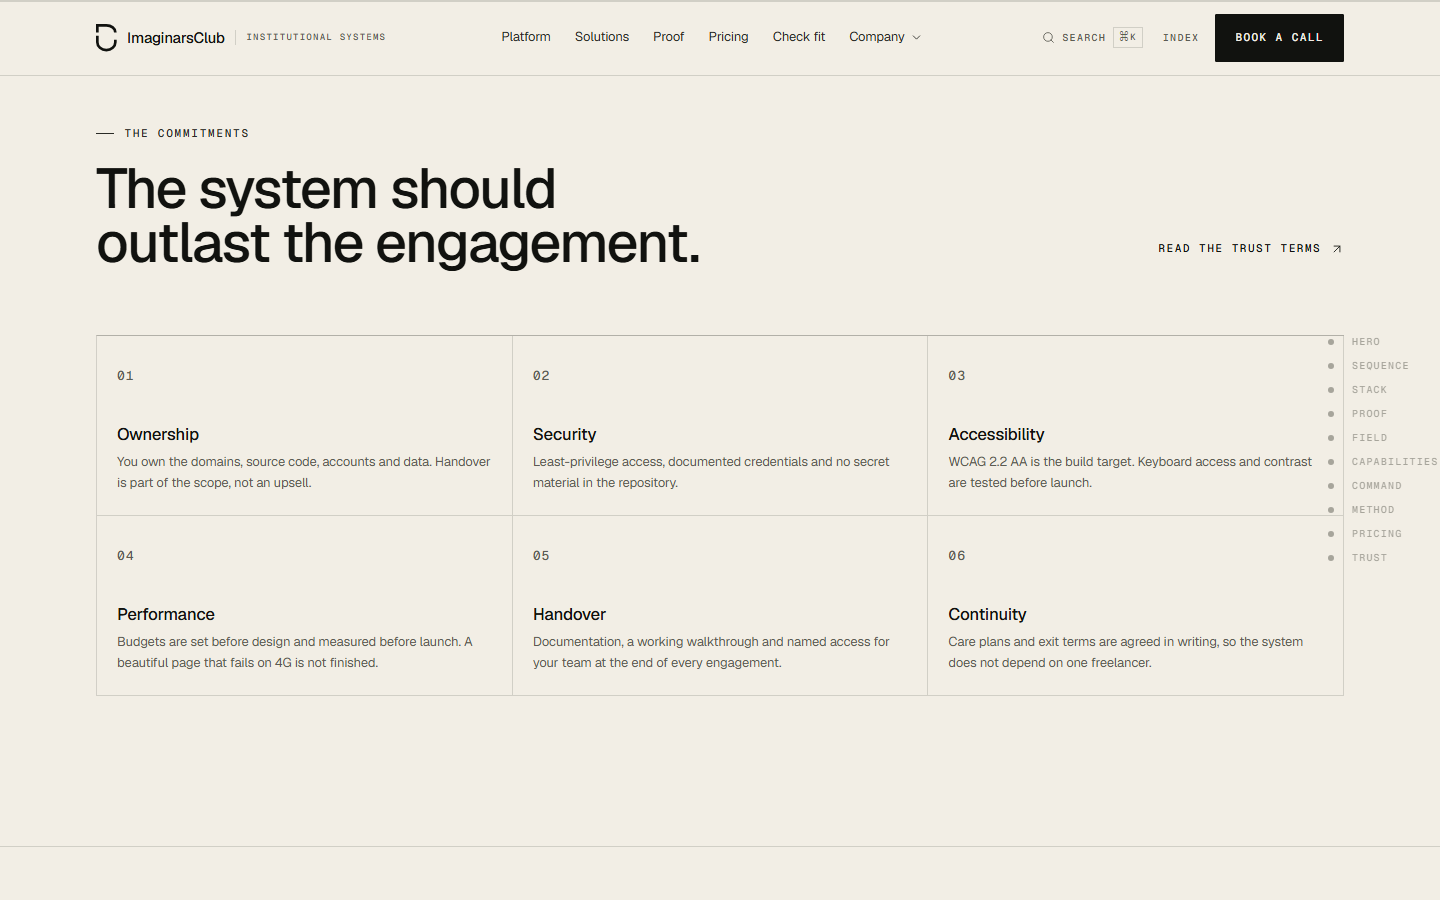 ImaginarsClub
INSTITUTIONAL SYSTEMS
Platform
Solutions
Proof
Pricing
Check fit
Company
SEARCH ⌘K
INDEX
BOOK A CALL
THE COMMITMENTS
The system should
outlast the engagement.
READ THE TRUST TERMS
01
Ownership
You own the domains, source code, accounts and data. Handover
is part of the scope, not an upsell.
02
Security
Least-privilege access, documented credentials and no secret
material in the repository.
03
Accessibility
WCAG 2.2 AA is the build target. Keyboard access and contrast
are tested before launch.
04
Performance
Budgets are set before design and measured before launch. A
beautiful page that fails on 4G is not finished.
05
Handover
Documentation, a working walkthrough and named access for
your team at the end of every engagement.
06
Continuity
Care plans and exit terms are agreed in writing, so the system
does not depend on one freelancer.
HERO
SEQUENCE
STACK
PROOF
FIELD
CAPABILITIES
COMMAND
METHOD
PRICING
TRUST